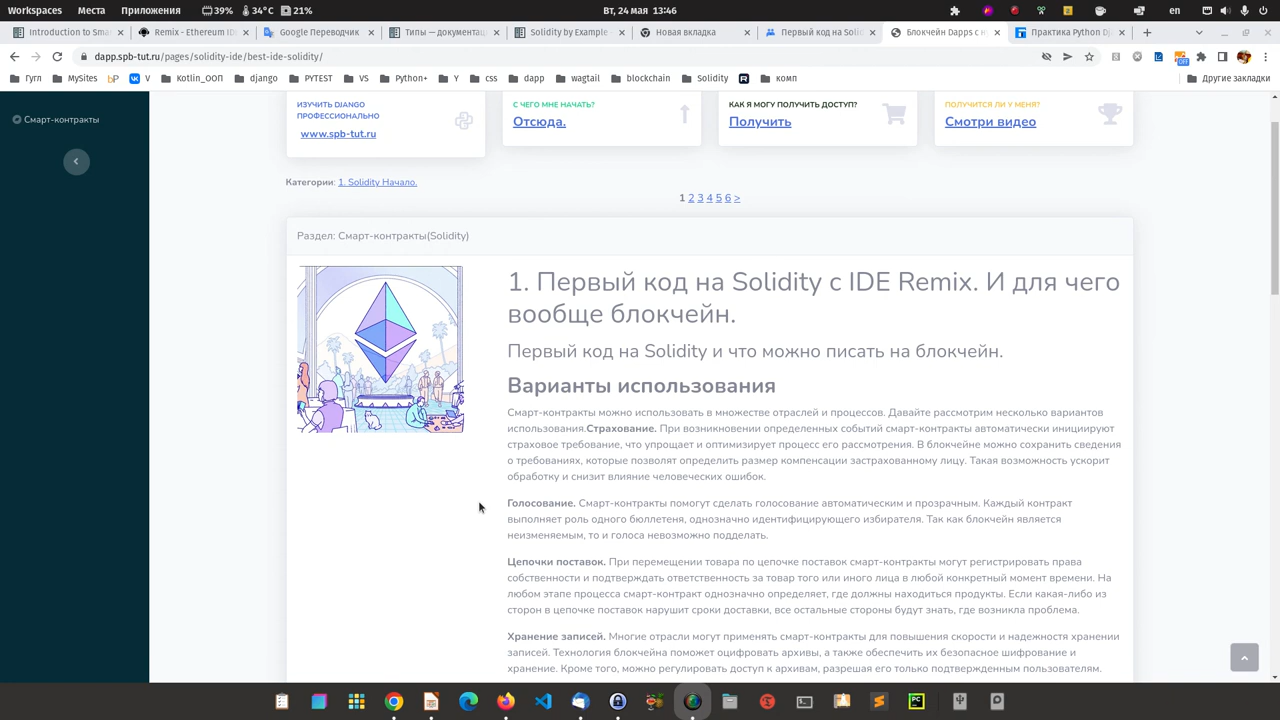 Workspaces Места Приложения 39% 34°C 21% ВТ, 24 мая 13:46 en
Introduction to Sma Remix - Ethereum ID Google Переводчик Типы — документац Solidity by Example - Новая вкладка Первый код на Solid Блокчейн Dapps с н Практика Python Dj
dapp.spb-tut.ru/pages/solidity-ide/best-ide-solidity/
Гугл MySites bP V Kotlin_ООП django PYTEST VS Python+ Y css dapp wagtail blockchain Solidity R комп Другие закладки
Смарт-контракты
ИЗУЧИТЬ DJANGO
ПРОФЕССИОНАЛЬНО
www.spb-tut.ru
С ЧЕГО МНЕ НАЧАТЬ?
Отсюда.
КАК Я МОГУ ПОЛУЧИТЬ ДОСТУП?
Получить
ПОЛУЧИТСЯ ЛИ У МЕНЯ?
Смотри видео
Категории: 1. Solidity Начало.
1 2 3 4 5 6 >
Раздел: Смарт-контракты(Solidity)
1. Первый код на Solidity с IDE Remix. И для чего
вообще блокчейн.
Первый код на Solidity и что можно писать на блокчейн.
Варианты использования
Смарт-контракты можно использовать в множестве отраслей и процессов. Давайте рассмотрим несколько вариантов
использования.Страхование. При возникновении определенных событий смарт-контракты автоматически инициируют
страховое требование, что упрощает и оптимизирует процесс его рассмотрения. В блокчейне можно сохранить сведения
о требованиях, которые позволят определить размер компенсации застрахованному лицу. Такая возможность ускорит
обработку и снизит влияние человеческих ошибок.
Голосование. Смарт-контракты помогут сделать голосование автоматическим и прозрачным. Каждый контракт
выполняет роль одного бюллетеня, однозначно идентифицирующего избирателя. Так как блокчейн является
неизменяемым, то и голоса невозможно подделать.
Цепочки поставок. При перемещении товара по цепочке поставок смарт-контракты могут регистрировать права
собственности и подтверждать ответственность за товар того или иного лица в любой конкретный момент времени. На
любом этапе процесса смарт-контракт однозначно определяет, где должны находиться продукты. Если какая-либо из
сторон в цепочке поставок нарушит сроки доставки, все остальные стороны будут знать, где возникла проблема.
Хранение записей. Многие отрасли могут применять смарт-контракты для повышения скорости и надежности хранения
записей. Технология блокчейна поможет оцифровать архивы, а также обеспечить их безопасное шифрование и
хранение. Кроме того, можно регулировать доступ к архивам, разрешая его только подтвержденным пользователям.